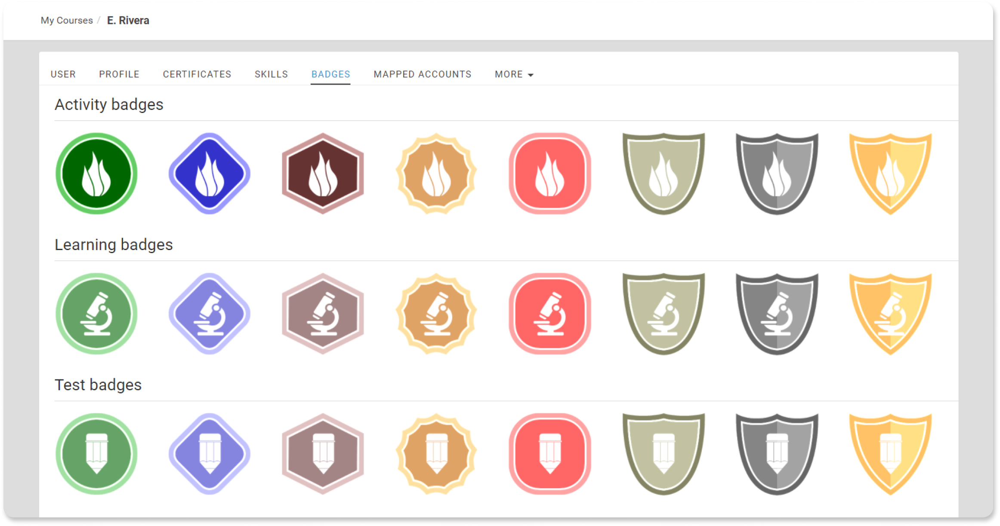 My Courses / E. Rivera
USER PROFILE CERTIFICATES SKILLS BADGES MAPPED ACCOUNTS MORE
Activity badges
Learning badges
Test badges